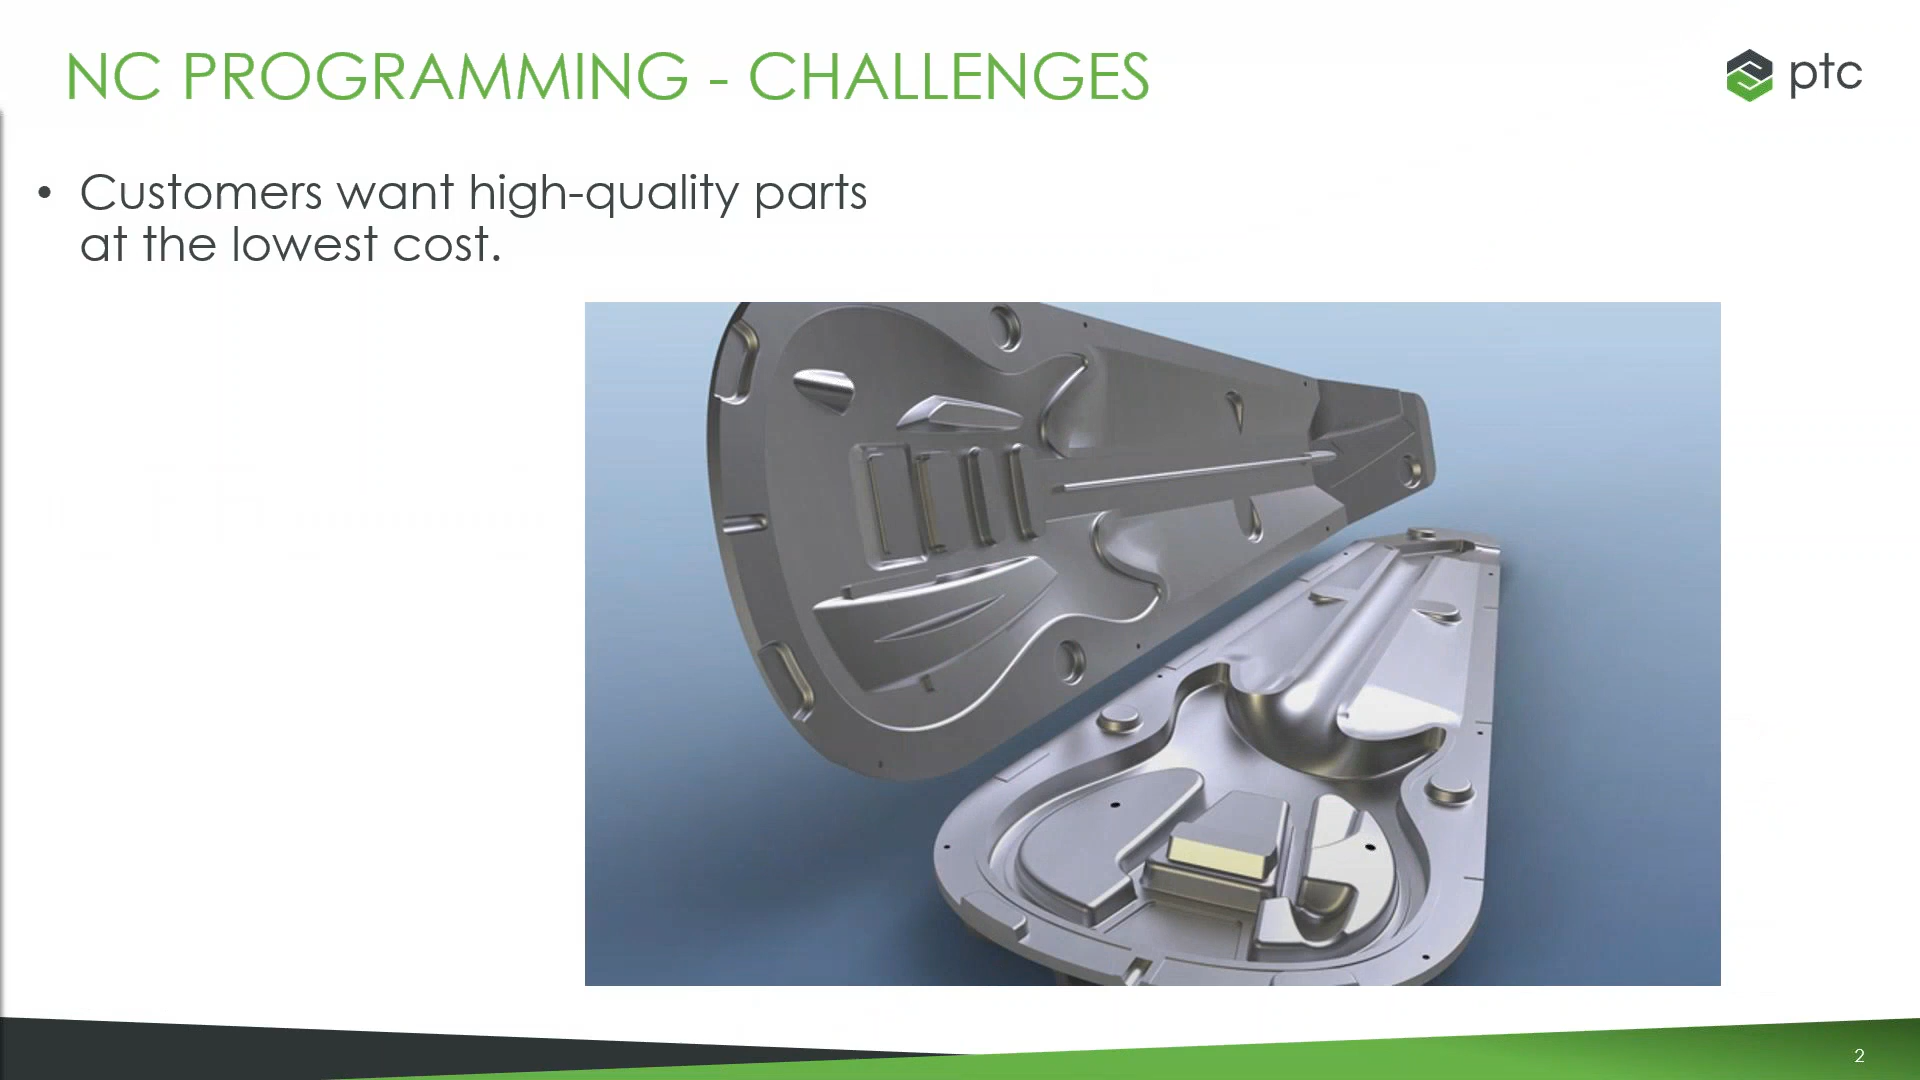 NC PROGRAMMING - CHALLENGES
ptc
• Customers want high-quality parts
at the lowest cost.
2